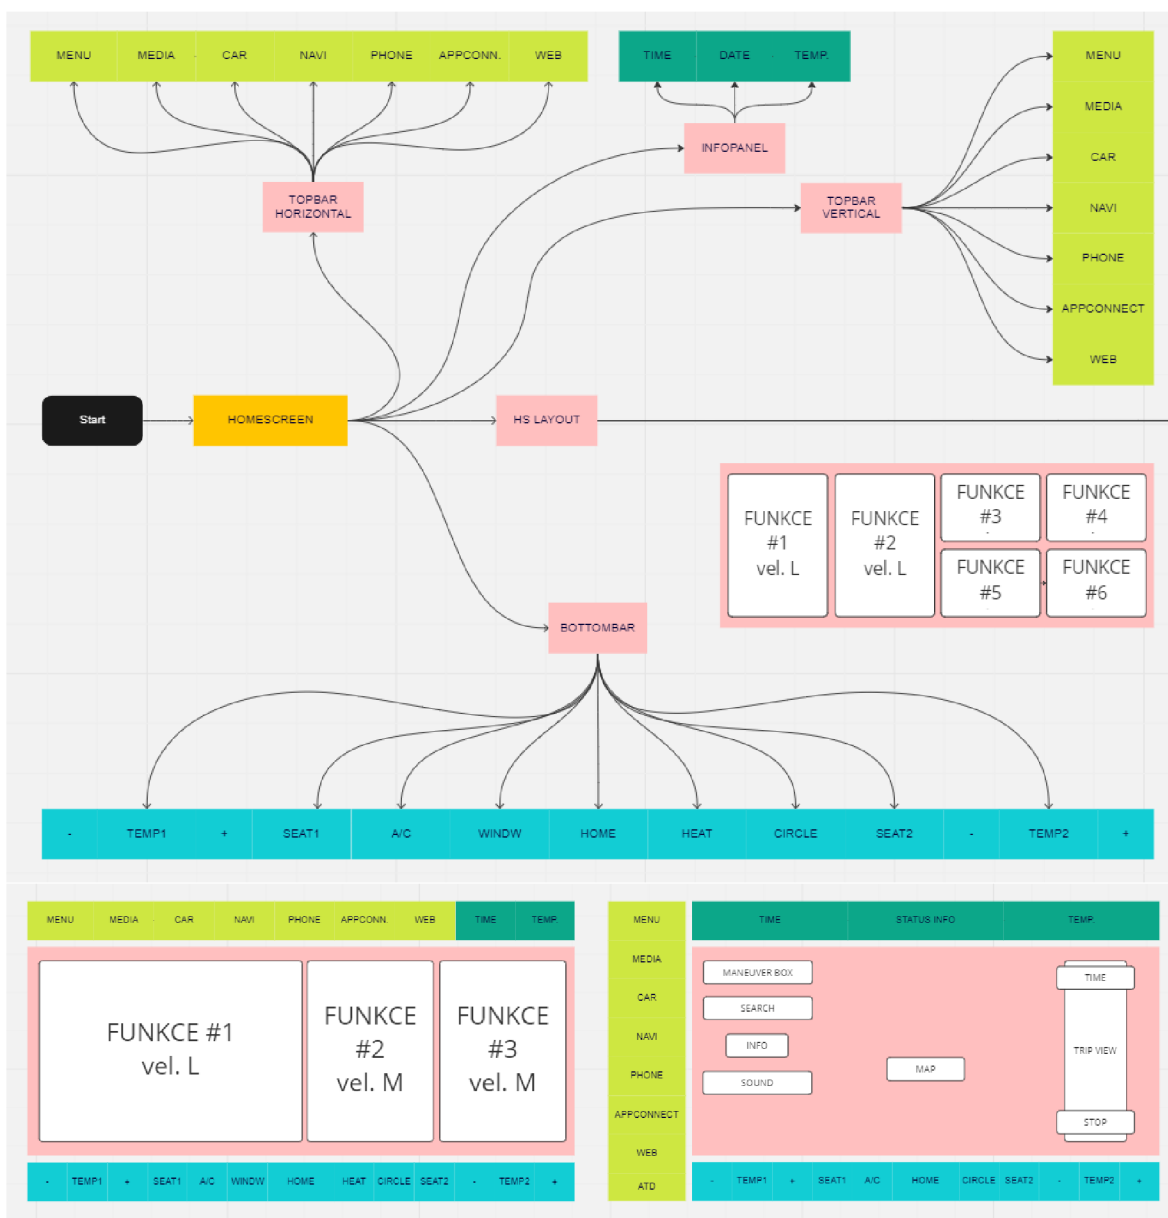 MENU MEDIA CAR NAVI PHONE APPCONN. WEB
TIME DATE TEMP.
MENU
MEDIA
CAR
NAVI
PHONE
APPCONNECT
WEB
INFOPANEL
TOPBAR
HORIZONTAL
TOPBAR
VERTICAL
Start
HOMESCREEN
HS LAYOUT
FUNKCE
#1
vel. L
FUNKCE
#2
vel. L
FUNKCE
#3
FUNKCE
#4
FUNKCE
#5
FUNKCE
#6
BOTTOMBAR
- TEMP1 + SEAT1 A/C WINDW HOME HEAT CIRCLE SEAT2 - TEMP2 +
MENU MEDIA CAR NAVI PHONE APPCONN. WEB TIME TEMP.
FUNKCE #1
vel. L
FUNKCE
#2
vel. M
FUNKCE
#3
vel. M
- TEMP1 + SEAT1 A/C WINDW HOME HEAT CIRCLE SEAT2 - TEMP2 +
MENU
MEDIA
CAR
NAVI
PHONE
APPCONNECT
WEB
ATD
TIME STATUS INFO TEMP.
MANEUVER BOX
SEARCH
INFO
SOUND
MAP
TIME
TRIP VIEW
STOP
- TEMP1 + SEAT1 A/C HOME CIRCLE SEAT2 - TEMP2 +